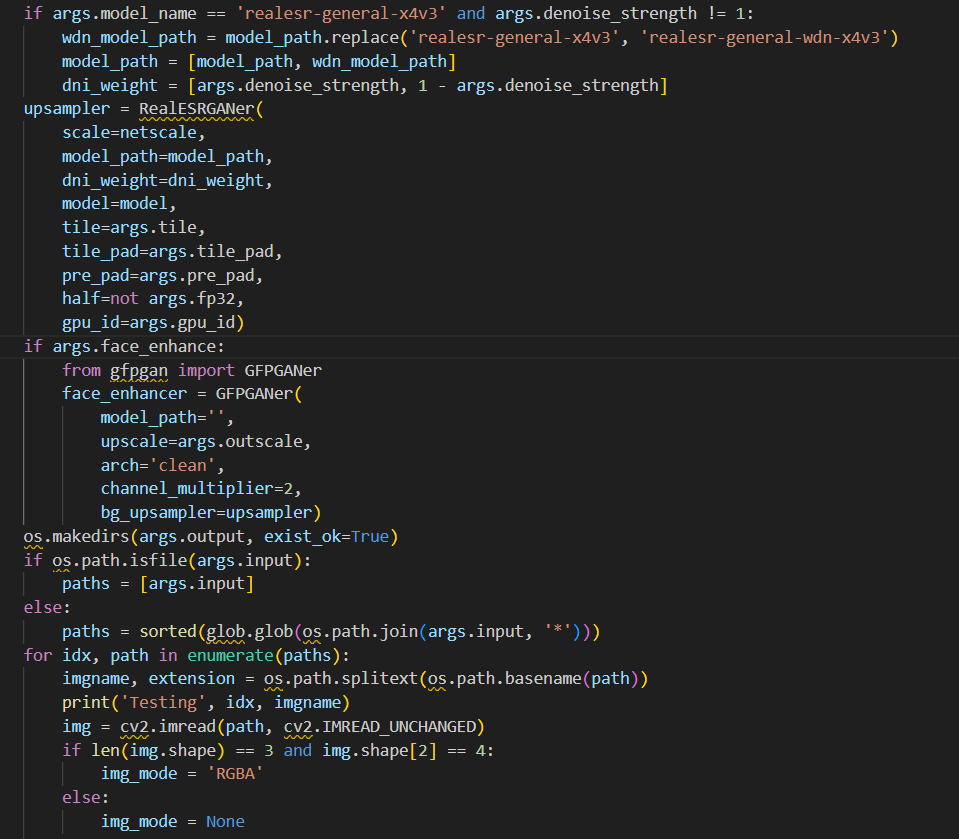 if args.model_name == 'realesr-general-x4v3' and args.denoise_strength != 1:
    wdn_model_path = model_path.replace('realesr-general-x4v3', 'realesr-general-wdn-x4v3')
    model_path = [model_path, wdn_model_path]
    dni_weight = [args.denoise_strength, 1 - args.denoise_strength]
upsampler = RealESRGANer(
    scale=netscale,
    model_path=model_path,
    dni_weight=dni_weight,
    model=model,
    tile=args.tile,
    tile_pad=args.tile_pad,
    pre_pad=args.pre_pad,
    half=not args.fp32,
    gpu_id=args.gpu_id)
if args.face_enhance:
    from gfpgan import GFPGANer
    face_enhancer = GFPGANer(
        model_path='',
        upscale=args.outscale,
        arch='clean',
        channel_multiplier=2,
        bg_upsampler=upsampler)
os.makedirs(args.output, exist_ok=True)
if os.path.isfile(args.input):
    paths = [args.input]
else:
    paths = sorted(glob.glob(os.path.join(args.input, '*')))
for idx, path in enumerate(paths):
    imgname, extension = os.path.splitext(os.path.basename(path))
    print('Testing', idx, imgname)
    img = cv2.imread(path, cv2.IMREAD_UNCHANGED)
    if len(img.shape) == 3 and img.shape[2] == 4:
        img_mode = 'RGBA'
    else:
        img_mode = None